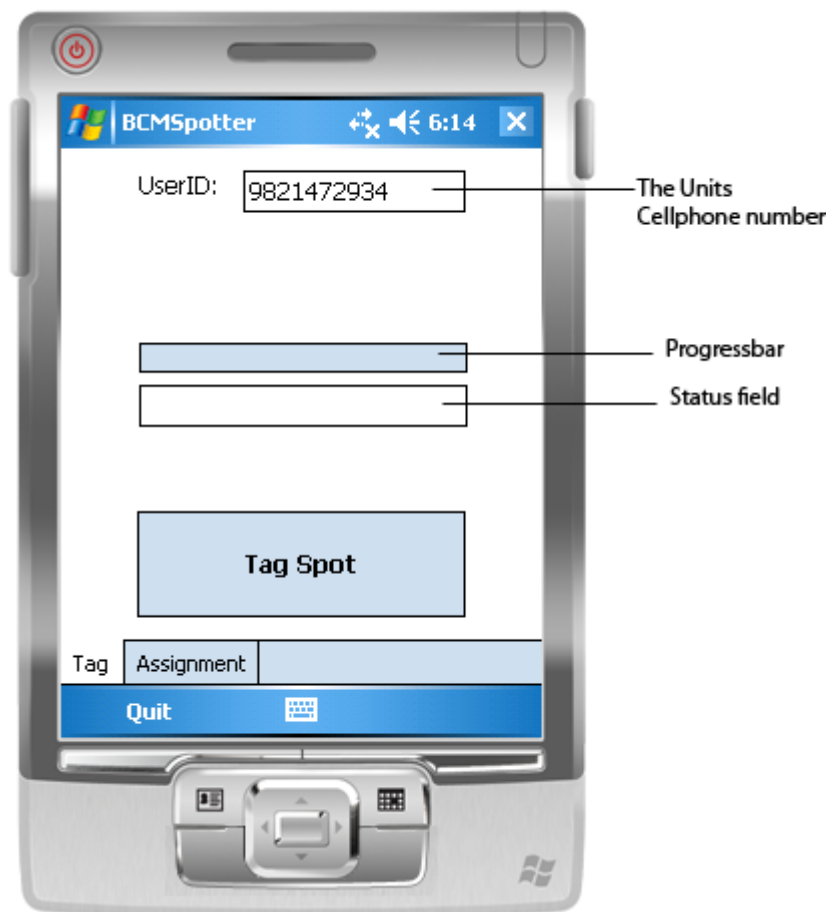 BCMSpotter 6:14
UserID: 9821472934
The Units
Cellphone number
Progressbar
Status field
Tag Spot
Tag Assignment
Quit